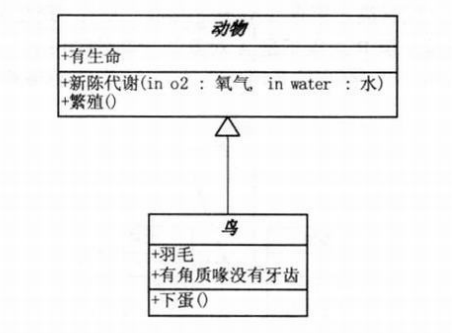 动物
+有生命
+新陈代谢(in o2 : 氧气, in water : 水)
+繁殖()
鸟
+羽毛
+有角质喙没有牙齿
+下蛋()